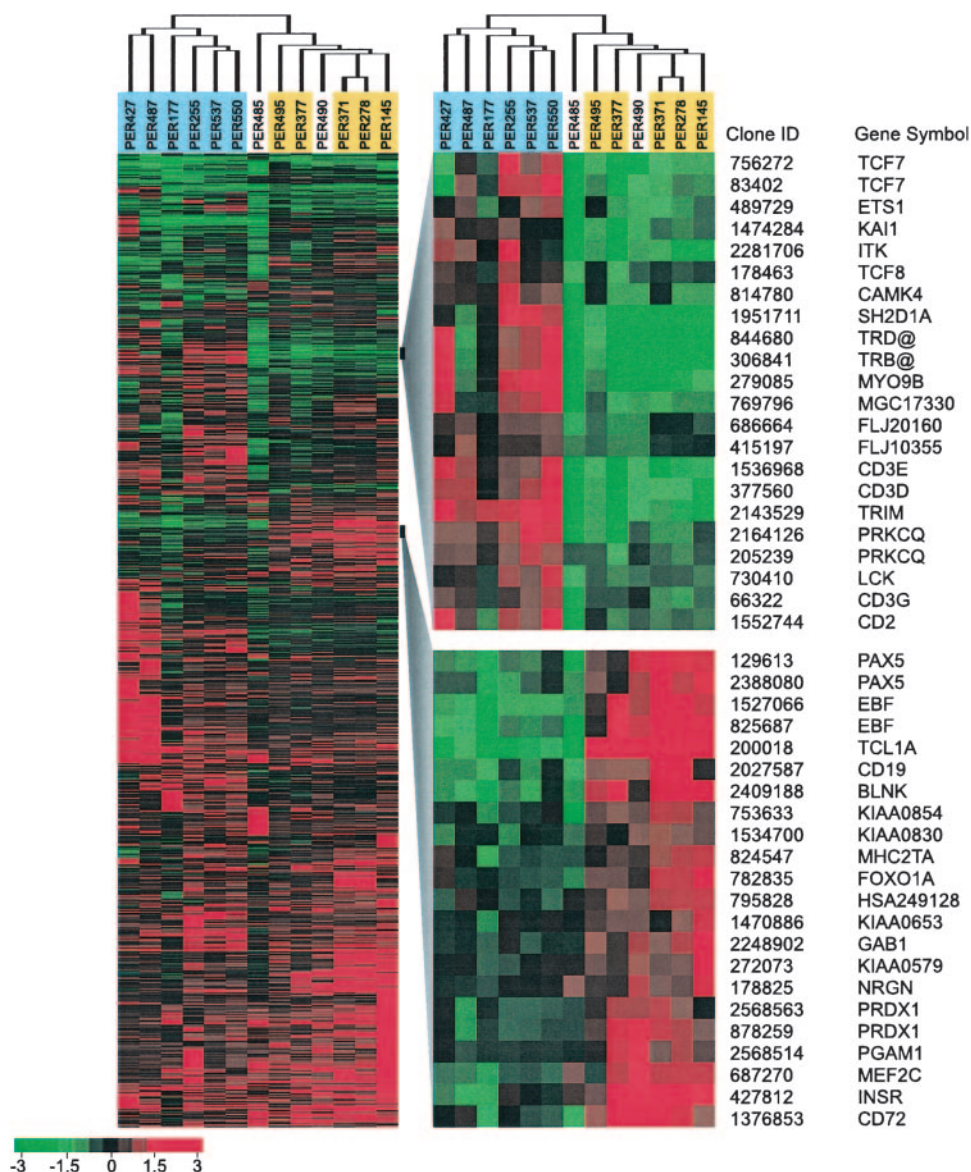 PER427 PER487 PER177 PER255 PER537 PER550 PER485 PER495 PER377 PER490 PER371 PER278 PER145
PER427 PER487 PER177 PER255 PER537 PER550 PER485 PER495 PER377 PER490 PER371 PER278 PER145
Clone ID Gene Symbol
756272 TCF7
83402 TCF7
489729 ETS1
1474284 KAI1
2281706 ITK
178463 TCF8
814780 CAMK4
1951711 SH2D1A
844680 TRD@
306841 TRB@
279085 MYO9B
769796 MGC17330
686664 FLJ20160
415197 FLJ10355
1536968 CD3E
377560 CD3D
2143529 TRIM
2164126 PRKCQ
205239 PRKCQ
730410 LCK
66322 CD3G
1552744 CD2
129613 PAX5
2388080 PAX5
1527066 EBF
825687 EBF
200018 TCL1A
2027587 CD19
2409188 BLNK
753633 KIAA0854
1534700 KIAA0830
824547 MHC2TA
782835 FOXO1A
795828 HSA249128
1470886 KIAA0653
2248902 GAB1
272073 KIAA0579
178825 NRGN
2568563 PRDX1
878259 PRDX1
2568514 PGAM1
687270 MEF2C
427812 INSR
1376853 CD72
-3 -1.5 0 1.5 3